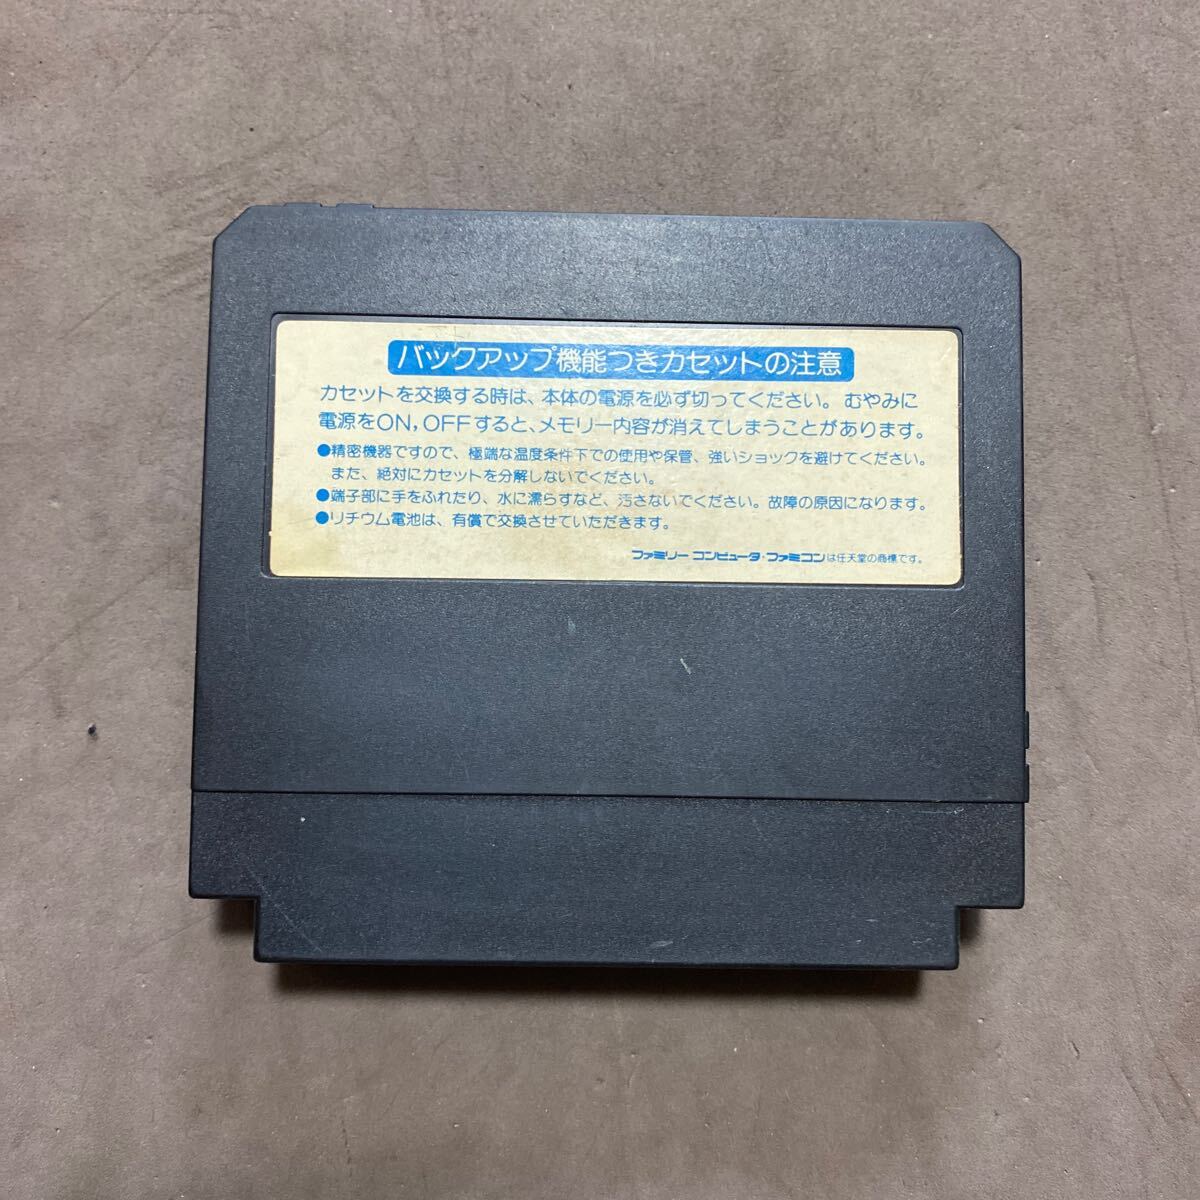 バックアップ機能つきカセットの注意
カセットを交換する時は、本体の電源を必ず切ってください。むやみに
電源をON,OFFすると、メモリー内容が消えてしまうことがあります。
●精密機器ですので、極端な温度条件下での使用や保管、強いショックを避けてください。
また、絶対にカセットを分解しないでください。
●端子部に手をふれたり、水に濡らすなど、汚さないでください。故障の原因になります。
●リチウム電池は、有償で交換させていただきます。
ファミリーコンピュータ・ファミコンは任天堂の商標です。